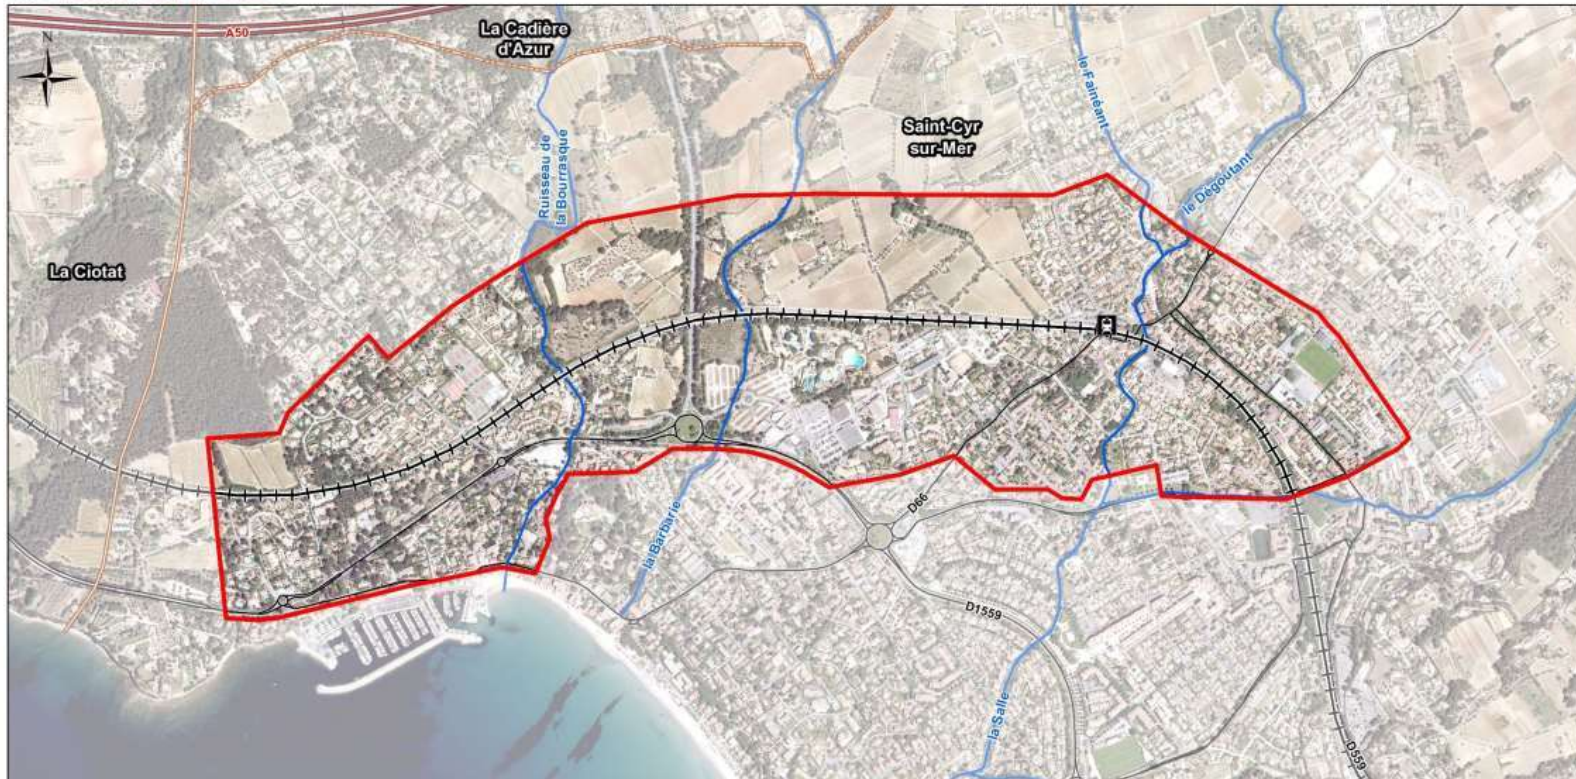 A50
La Cadière
d'Azur
N
le Fainéant
Saint-Cyr
sur-Mer
Ruisseau de
la Bourrasque
le Dégoutant
La Ciotat
D66
la Barbarie
D1559
la Salle
D559